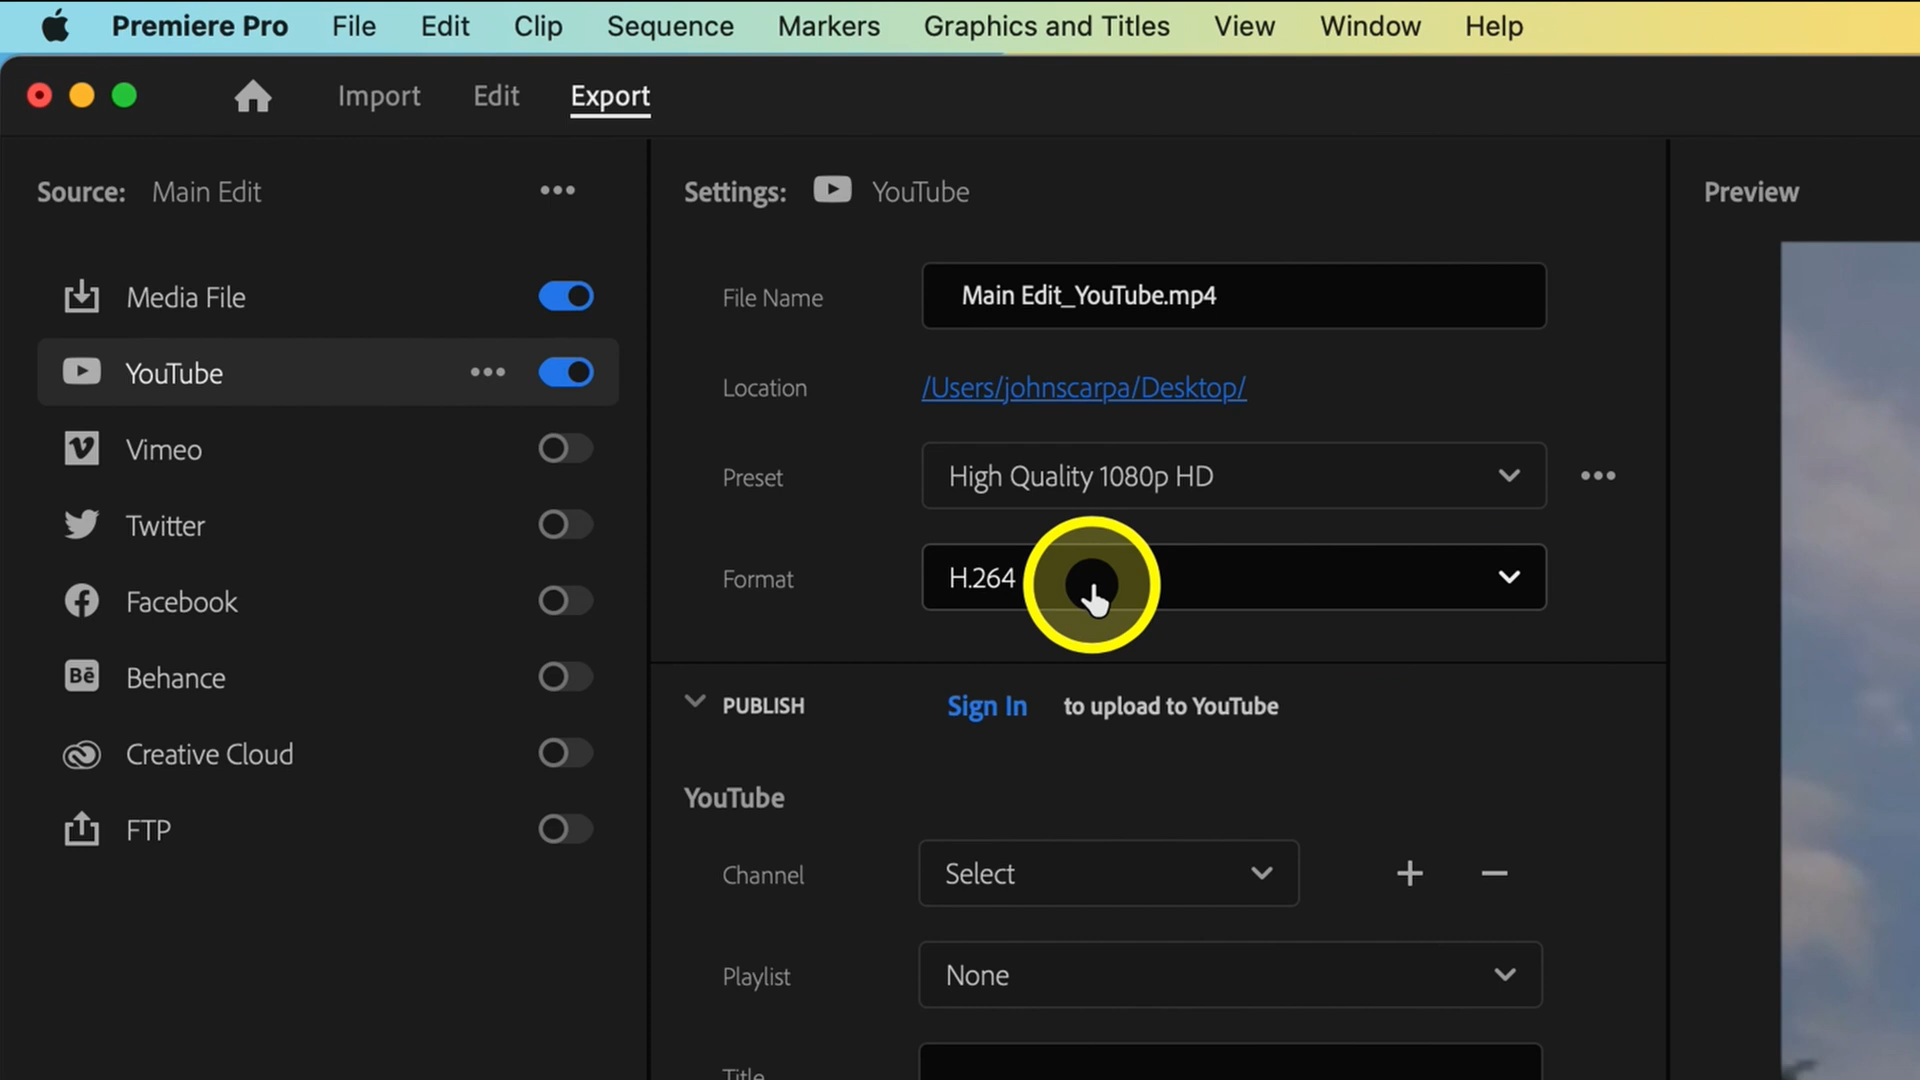 Premiere Pro File Edit Clip Sequence Markers Graphics and Titles View Window Help
Import Edit Export
Source: Main Edit
Media File
YouTube
Vimeo
Twitter
Facebook
Bē Behance
Creative Cloud
FTP
Settings: YouTube
File Name Main Edit_YouTube.mp4
Location /Users/johnscarpa/Desktop/
Preset High Quality 1080p HD
Format H.264
PUBLISH Sign In to upload to YouTube
YouTube
Channel Select
Playlist None
Title
Preview